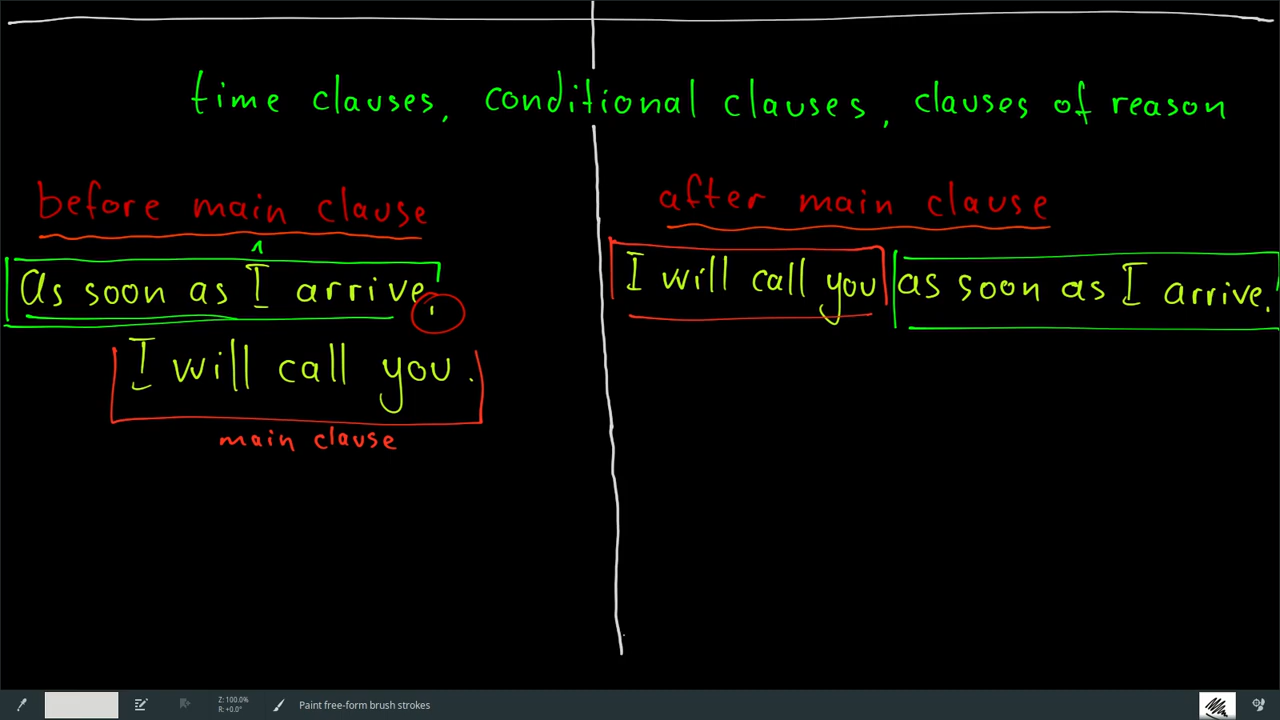 time clauses, conditional clauses, clauses of reason
before main clause
As soon as I arrive,
I will call you.
main clause
after main clause
I will call you as soon as I arrive.
Z: 100.0%
R: +0.0°
Paint free-form brush strokes